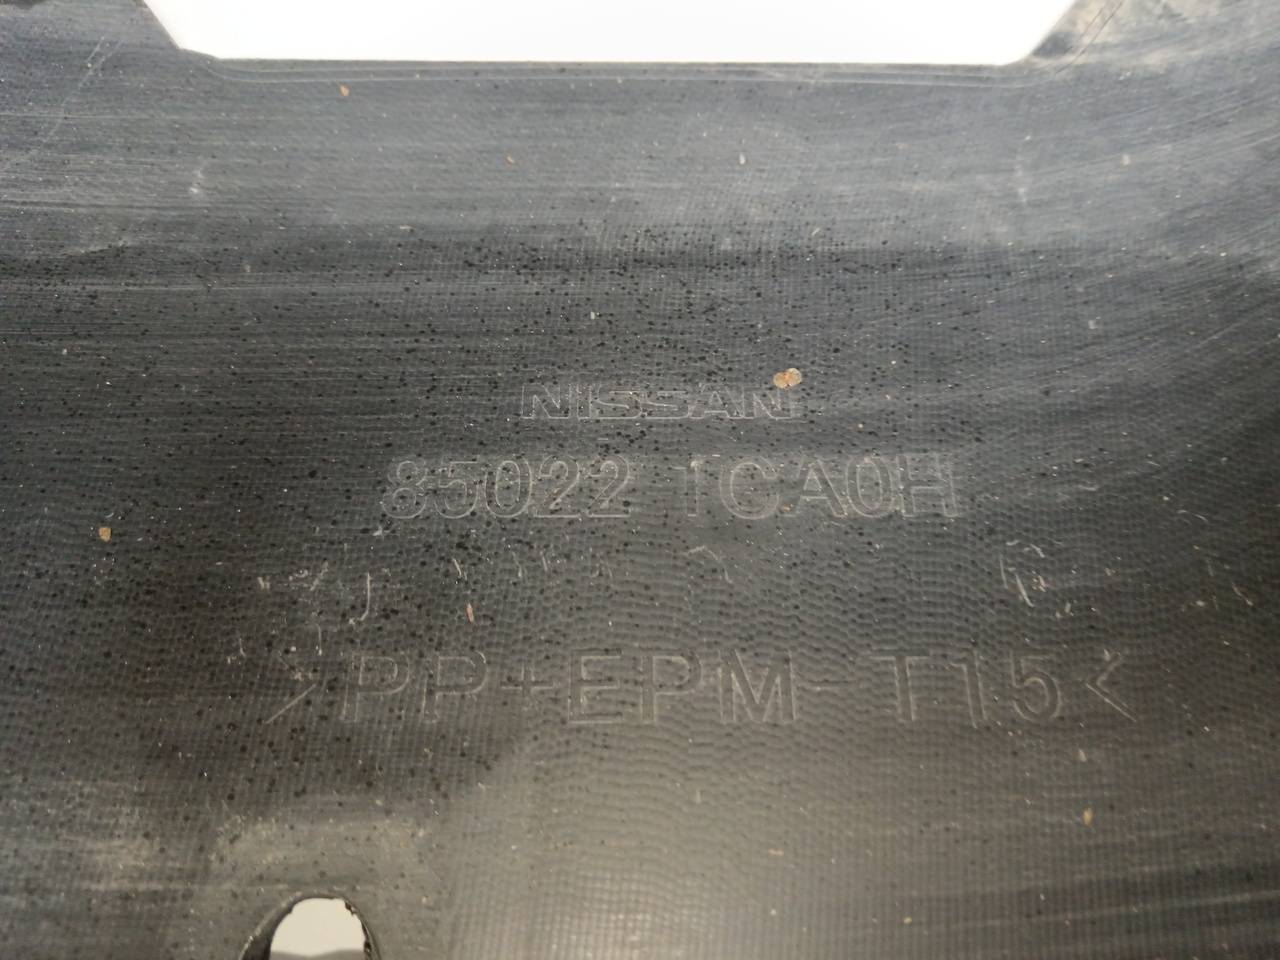 NISSAN
85022 1CA0H
>PP+EPM-T15<